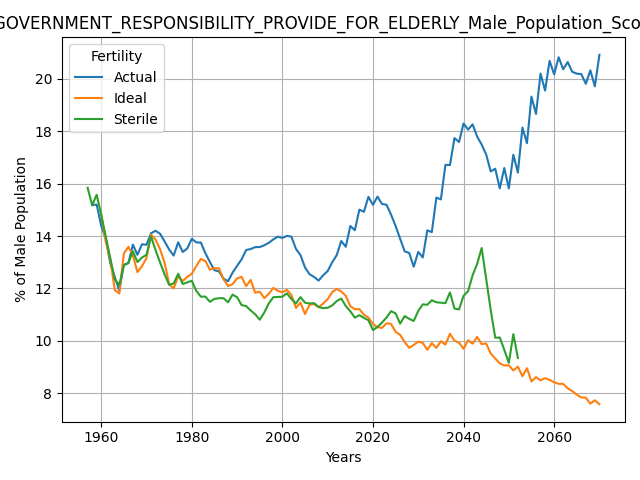 GOVERNMENT_RESPONSIBILITY_PROVIDE_FOR_ELDERLY_Male_Population_Sco
Fertility
Actual
Ideal
Sterile
% of Male Population
20
18
16
14
12
10
8
1960
1980
2000
2020
2040
2060
Years